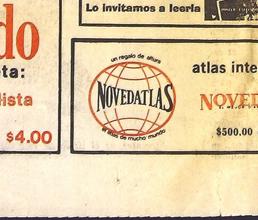 do
eta:
lista
$4.00
Lo invitamos a leerla
un regalo de altura
NOVEDATLAS
el atlas de mucho mundo
atlas inte
NOVED
$500.00